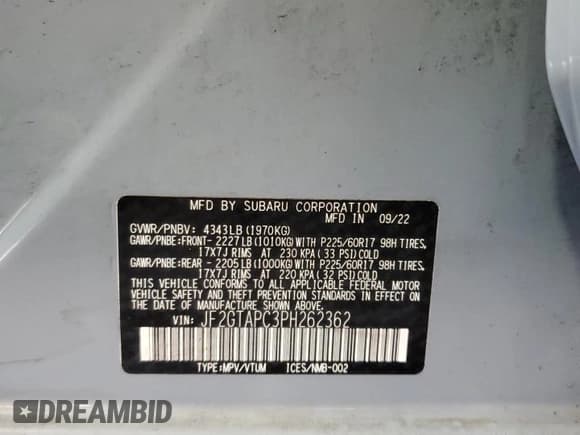 MFD BY SUBARU CORPORATION
MFD IN 09/22
GVWR/PNBV: 4343LB(1970KG)
GAWR/PNBE:FRONT- 2227LB(1010KG)WITH P225/60R17 98H TIRES,
17X7J RIMS AT 230 KPA( 33 PSI)COLD
GAWR/PNBE:REAR - 2205LB(1000KG)WITH P225/60R17 98H TIRES,
17X7J RIMS AT 220 KPA( 32 PSI)COLD
THIS VEHICLE CONFORMS TO ALL APPLICABLE FEDERAL MOTOR
VEHICLE SAFETY AND THEFT PREVENTION STANDARDS IN EFFECT
ON THE DATE OF MANUFACTURE SHOWN ABOVE.
VIN: JF2GTAPC3PH262362
TYPE:MPV/VTUM ICES/NMB-002
DREAMBID